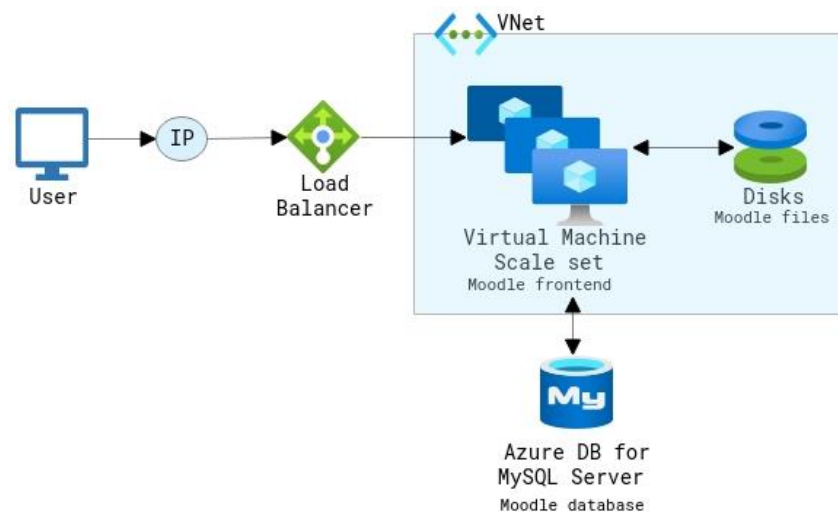 VNet
User
IP
Load
Balancer
Virtual Machine
Scale set
Moodle frontend
Disks
Moodle files
My
Azure DB for
MySQL Server
Moodle database